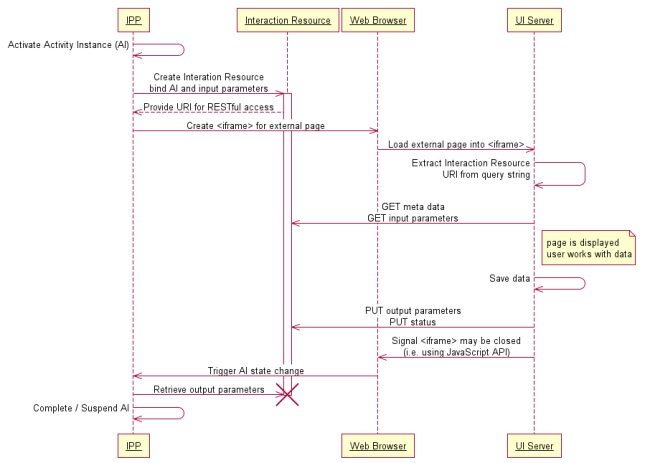 IPP
Interaction Resource
Web Browser
UI Server
Activate Activity Instance (AI)
Create Interation Resource
bind AI and input parameters
Provide URI for RESTful access
Create <iframe> for external page
Load external page into <iframe>
Extract Interaction Resource
URI from query string
GET meta data
GET input parameters
page is displayed
user works with data
Save data
PUT output parameters
PUT status
Signal <iframe> may be closed
(i.e. using JavaScript API)
Trigger AI state change
Retrieve output parameters
Complete / Suspend AI
IPP
Web Browser
UI Server